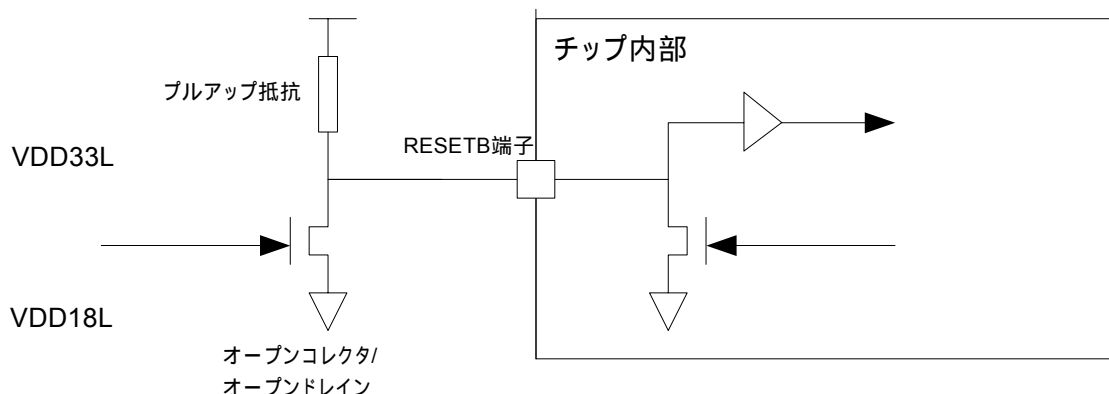 チップ内部
プルアップ抵抗
RESETB端子
VDD33L
VDD18L
オープンコレクタ/
オープンドレイン